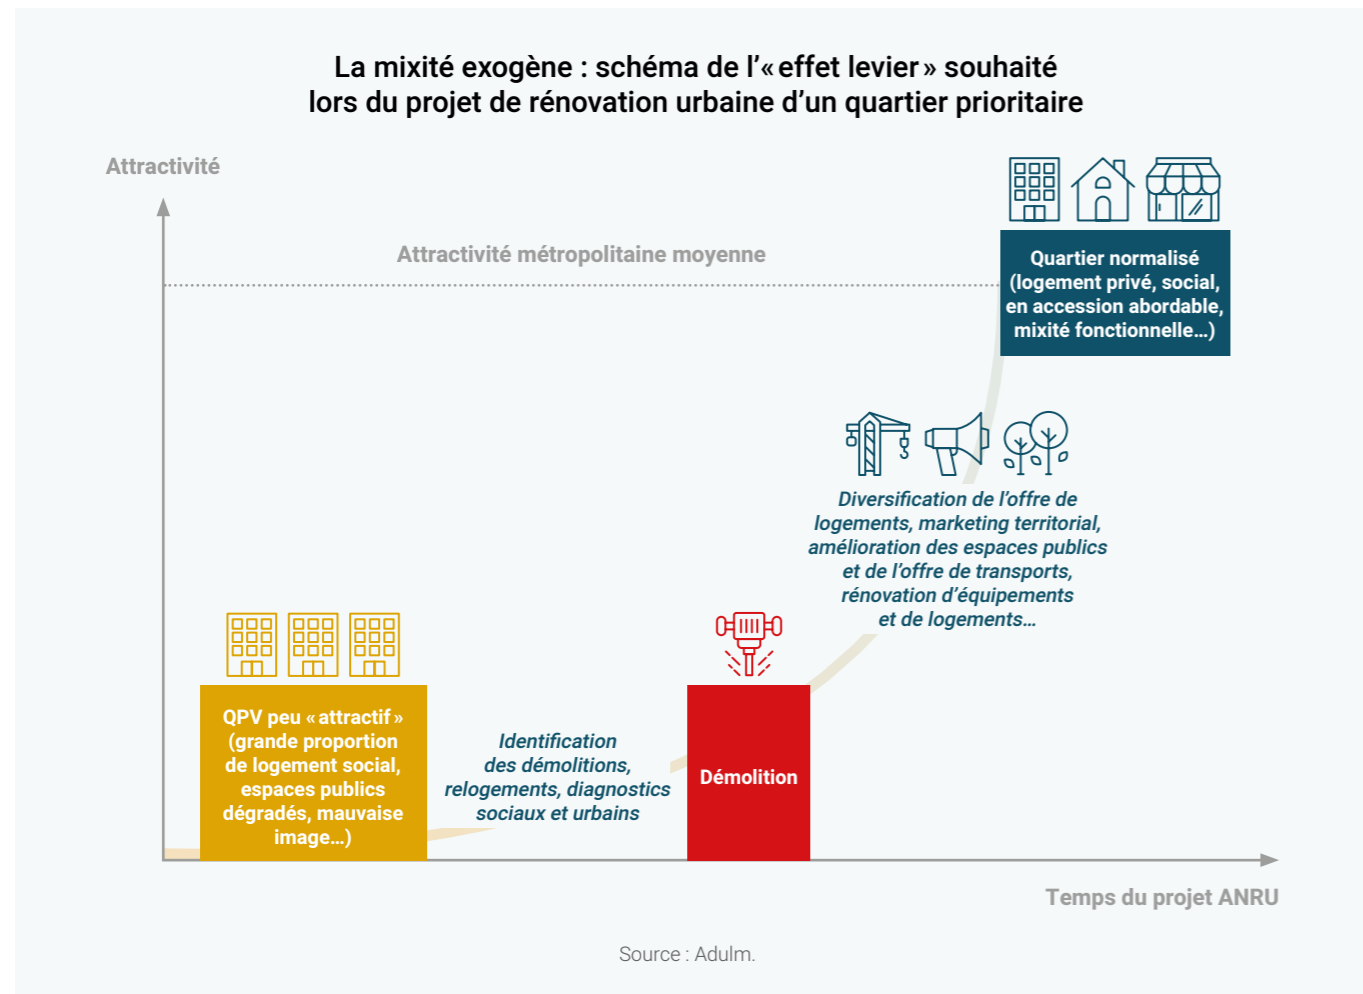 La mixité exogène : schéma de l’« effet levier » souhaité
lors du projet de rénovation urbaine d’un quartier prioritaire
Attractivité
Attractivité métropolitaine moyenne
Quartier normalisé
(logement privé, social,
en accession abordable,
mixité fonctionnelle…)
Diversification de l’offre de
logements, marketing territorial,
amélioration des espaces publics
et de l’offre de transports,
rénovation d’équipements
et de logements…
QPV peu « attractif »
(grande proportion
de logement social,
espaces publics
dégradés, mauvaise
image…)
Identification
des démolitions,
relogements, diagnostics
sociaux et urbains
Démolition
Temps du projet ANRU
Source : Adulm.